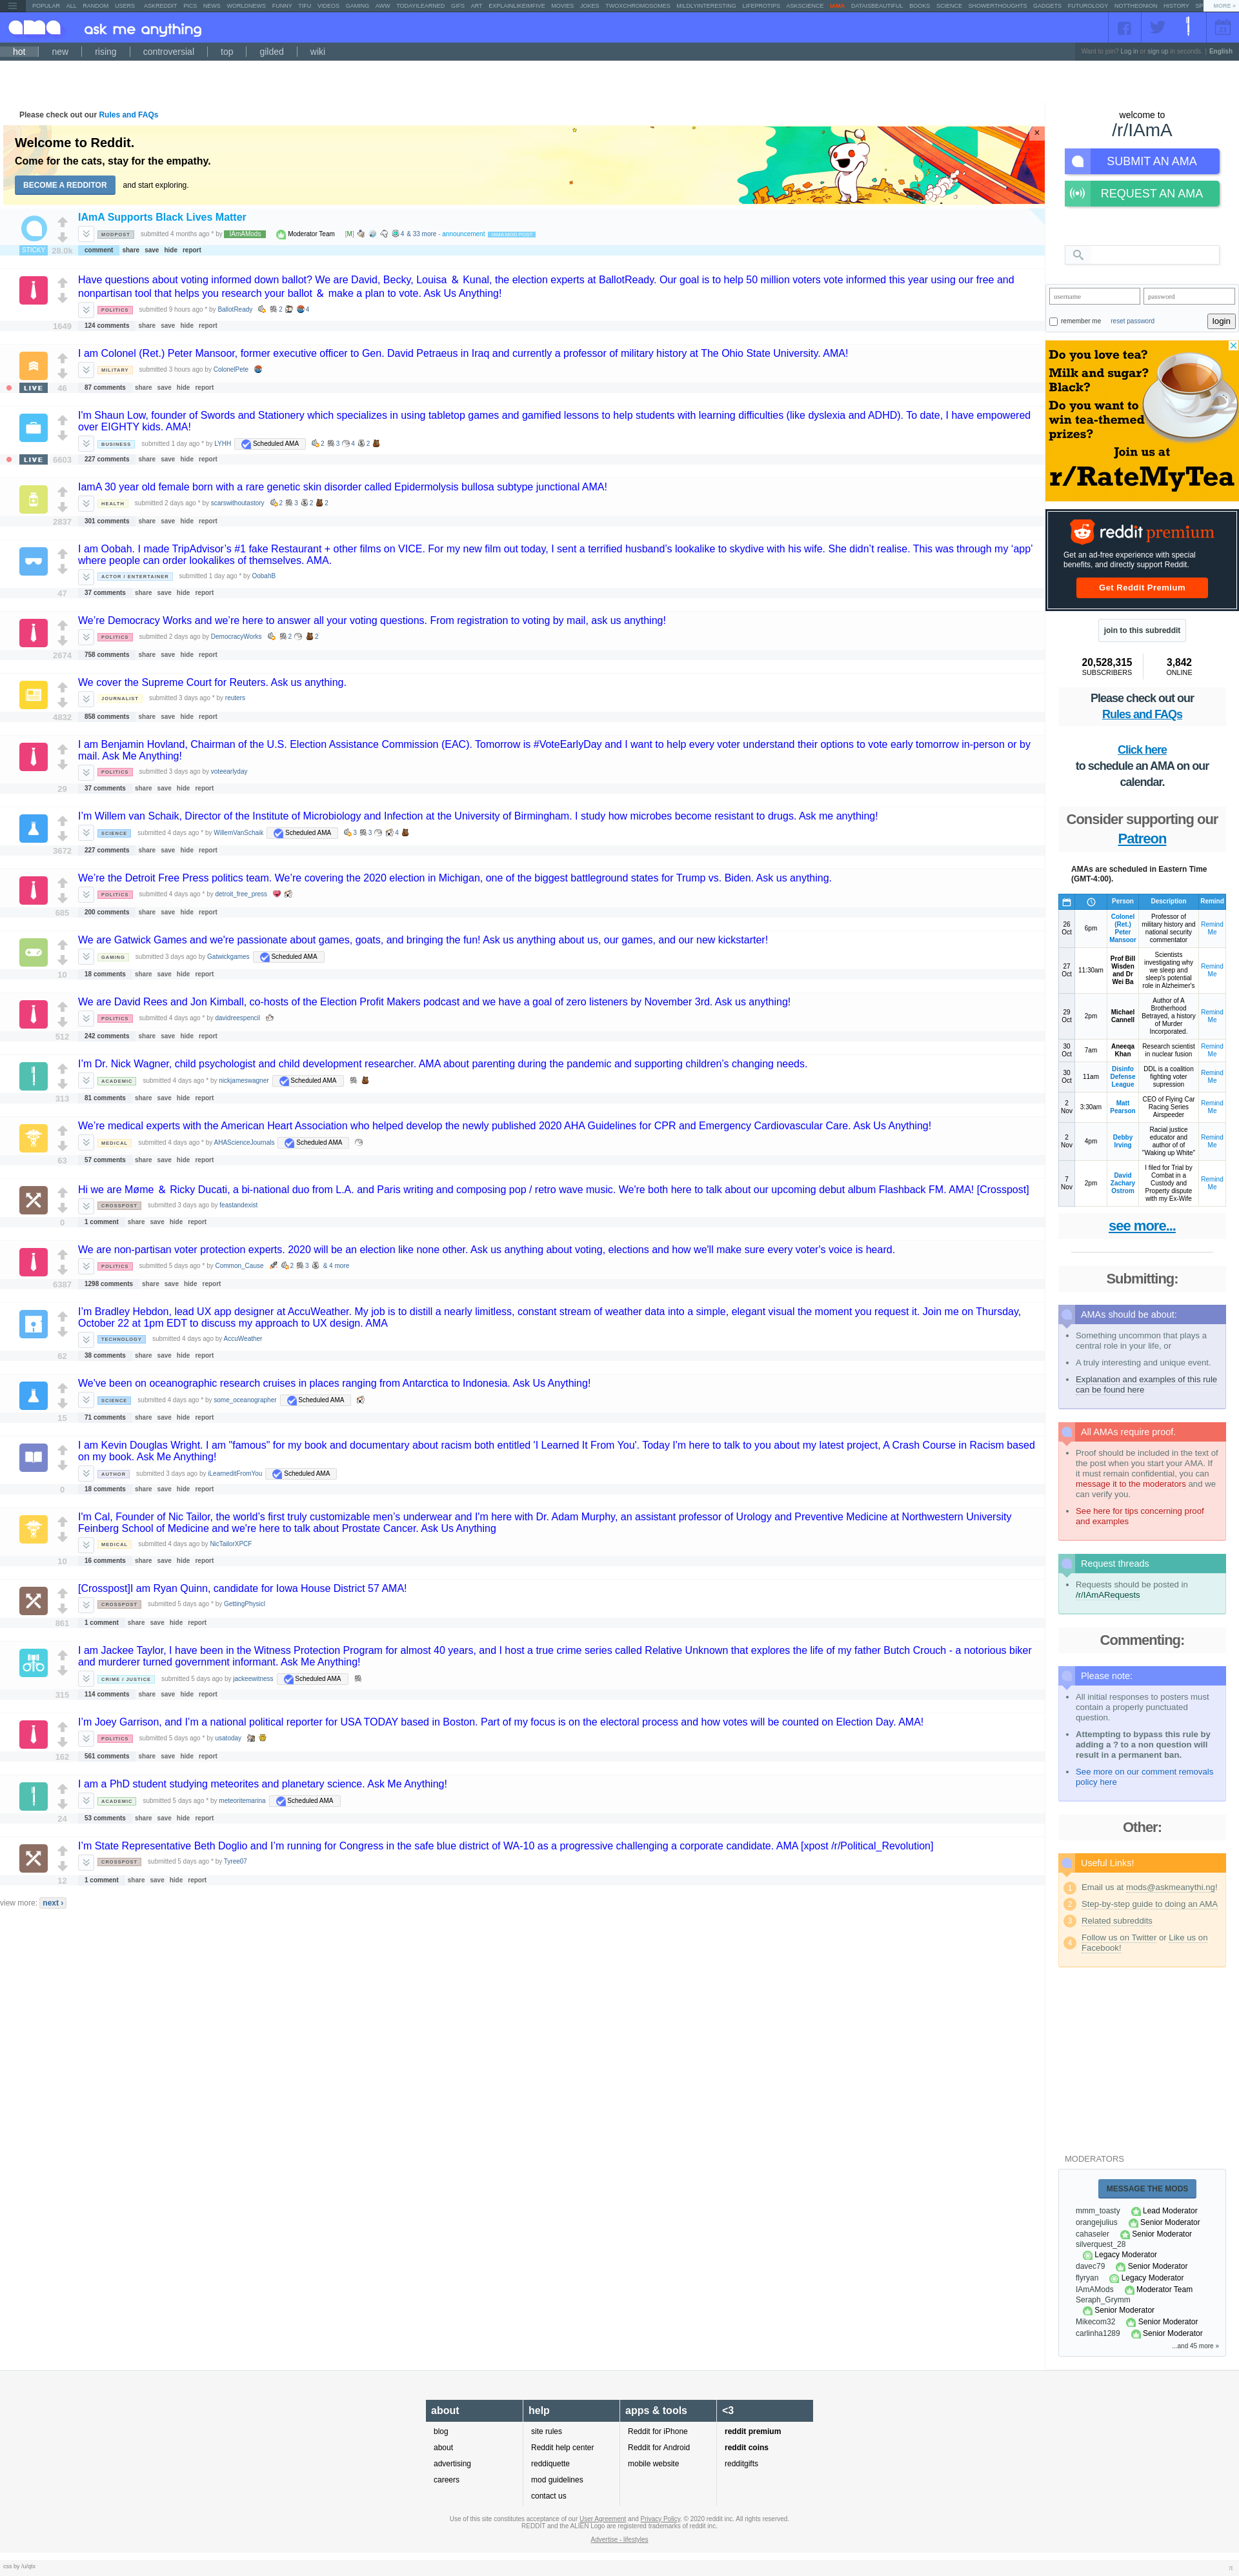 POPULAR ALL RANDOM USERS ASKREDDIT PICS NEWS WORLDNEWS FUNNY TIFU VIDEOS GAMING AWW TODAYILEARNED GIFS ART EXPLAINLIKEIMFIVE MOVIES JOKES TWOXCHROMOSOMES MILDLYINTERESTING LIFEPROTIPS ASKSCIENCE IAMA DATAISBEAUTIFUL BOOKS SCIENCE SHOWERTHOUGHTS GADGETS FUTUROLOGY NOTTHEONION HISTORY SP MORE »
ama ask me anything
hot new rising controversial top gilded wiki
Want to join? Log in or sign up in seconds. | English
Please check out our Rules and FAQs
Welcome to Reddit.
Come for the cats, stay for the empathy.
BECOME A REDDITOR and start exploring.
IAmA Supports Black Lives Matter
MODPOST submitted 4 months ago * by IAmAMods Moderator Team [M] 4 & 33 more - announcement
STICKY 28.0k comment share save hide report
Have questions about voting informed down ballot? We are David, Becky, Louisa & Kunal, the election experts at BallotReady. Our goal is to help 50 million voters vote informed this year using our free and
nonpartisan tool that helps you research your ballot & make a plan to vote. Ask Us Anything!
POLITICS submitted 9 hours ago * by BallotReady 2 4
1649 124 comments share save hide report
I am Colonel (Ret.) Peter Mansoor, former executive officer to Gen. David Petraeus in Iraq and currently a professor of military history at The Ohio State University. AMA!
MILITARY submitted 3 hours ago by ColonelPete
LIVE 46 87 comments share save hide report
I'm Shaun Low, founder of Swords and Stationery which specializes in using tabletop games and gamified lessons to help students with learning difficulties (like dyslexia and ADHD). To date, I have empowered
over EIGHTY kids. AMA!
BUSINESS submitted 1 day ago * by LYHH Scheduled AMA 2 3 4 2
LIVE 6603 227 comments share save hide report
IamA 30 year old female born with a rare genetic skin disorder called Epidermolysis bullosa subtype junctional AMA!
HEALTH submitted 2 days ago * by scarswithoutastory 2 3 2 2
2837 301 comments share save hide report
I am Oobah. I made TripAdvisor's #1 fake Restaurant + other films on VICE. For my new film out today, I sent a terrified husband's lookalike to skydive with his wife. She didn't realise. This was through my 'app'
where people can order lookalikes of themselves. AMA.
ACTOR / ENTERTAINER submitted 1 day ago * by OobahB
47 37 comments share save hide report
We're Democracy Works and we're here to answer all your voting questions. From registration to voting by mail, ask us anything!
POLITICS submitted 2 days ago by DemocracyWorks 2 2
2674 758 comments share save hide report
We cover the Supreme Court for Reuters. Ask us anything.
JOURNALIST submitted 3 days ago * by reuters
4832 858 comments share save hide report
I am Benjamin Hovland, Chairman of the U.S. Election Assistance Commission (EAC). Tomorrow is #VoteEarlyDay and I want to help every voter understand their options to vote early tomorrow in-person or by
mail. Ask Me Anything!
POLITICS submitted 3 days ago by voteearlyday
29 37 comments share save hide report
I'm Willem van Schaik, Director of the Institute of Microbiology and Infection at the University of Birmingham. I study how microbes become resistant to drugs. Ask me anything!
SCIENCE submitted 4 days ago * by WillemVanSchaik Scheduled AMA 3 3 4
3672 227 comments share save hide report
We're the Detroit Free Press politics team. We're covering the 2020 election in Michigan, one of the biggest battleground states for Trump vs. Biden. Ask us anything.
POLITICS submitted 4 days ago * by detroit_free_press
685 200 comments share save hide report
We are Gatwick Games and we're passionate about games, goats, and bringing the fun! Ask us anything about us, our games, and our new kickstarter!
GAMING submitted 3 days ago by Gatwickgames Scheduled AMA
10 18 comments share save hide report
We are David Rees and Jon Kimball, co-hosts of the Election Profit Makers podcast and we have a goal of zero listeners by November 3rd. Ask us anything!
POLITICS submitted 4 days ago * by davidreespencil
512 242 comments share save hide report
I'm Dr. Nick Wagner, child psychologist and child development researcher. AMA about parenting during the pandemic and supporting children's changing needs.
ACADEMIC submitted 4 days ago * by nickjameswagner Scheduled AMA
313 81 comments share save hide report
We're medical experts with the American Heart Association who helped develop the newly published 2020 AHA Guidelines for CPR and Emergency Cardiovascular Care. Ask Us Anything!
MEDICAL submitted 4 days ago * by AHAScienceJournals Scheduled AMA
63 57 comments share save hide report
Hi we are Møme & Ricky Ducati, a bi-national duo from L.A. and Paris writing and composing pop / retro wave music. We're both here to talk about our upcoming debut album Flashback FM. AMA! [Crosspost]
CROSSPOST submitted 3 days ago by feastandexist
0 1 comment share save hide report
We are non-partisan voter protection experts. 2020 will be an election like none other. Ask us anything about voting, elections and how we'll make sure every voter's voice is heard.
POLITICS submitted 5 days ago * by Common_Cause 2 3 & 4 more
6387 1298 comments share save hide report
I'm Bradley Hebdon, lead UX app designer at AccuWeather. My job is to distill a nearly limitless, constant stream of weather data into a simple, elegant visual the moment you request it. Join me on Thursday,
October 22 at 1pm EDT to discuss my approach to UX design. AMA
TECHNOLOGY submitted 4 days ago by AccuWeather
62 38 comments share save hide report
We've been on oceanographic research cruises in places ranging from Antarctica to Indonesia. Ask Us Anything!
SCIENCE submitted 4 days ago * by some_oceanographer Scheduled AMA
15 71 comments share save hide report
I am Kevin Douglas Wright. I am "famous" for my book and documentary about racism both entitled 'I Learned It From You'. Today I'm here to talk to you about my latest project, A Crash Course in Racism based
on my book. Ask Me Anything!
AUTHOR submitted 3 days ago by iLearneditFromYou Scheduled AMA
0 18 comments share save hide report
I'm Cal, Founder of Nic Tailor, the world's first truly customizable men's underwear and I'm here with Dr. Adam Murphy, an assistant professor of Urology and Preventive Medicine at Northwestern University
Feinberg School of Medicine and we're here to talk about Prostate Cancer. Ask Us Anything
MEDICAL submitted 4 days ago by NicTailorXPCF
10 16 comments share save hide report
[Crosspost]I am Ryan Quinn, candidate for Iowa House District 57 AMA!
CROSSPOST submitted 5 days ago * by GettingPhysicl
861 1 comment share save hide report
I am Jackee Taylor, I have been in the Witness Protection Program for almost 40 years, and I host a true crime series called Relative Unknown that explores the life of my father Butch Crouch - a notorious biker
and murderer turned government informant. Ask Me Anything!
CRIME / JUSTICE submitted 5 days ago by jackeewitness Scheduled AMA
315 114 comments share save hide report
I'm Joey Garrison, and I'm a national political reporter for USA TODAY based in Boston. Part of my focus is on the electoral process and how votes will be counted on Election Day. AMA!
POLITICS submitted 5 days ago * by usatoday
162 561 comments share save hide report
I am a PhD student studying meteorites and planetary science. Ask Me Anything!
ACADEMIC submitted 5 days ago * by meteoritemarina Scheduled AMA
24 53 comments share save hide report
I'm State Representative Beth Doglio and I'm running for Congress in the safe blue district of WA-10 as a progressive challenging a corporate candidate. AMA [xpost /r/Political_Revolution]
CROSSPOST submitted 5 days ago * by Tyree07
12 1 comment share save hide report
view more: next ›
welcome to
/r/IAmA
SUBMIT AN AMA
REQUEST AN AMA
username password
remember me reset password login
Do you love tea?
Milk and sugar?
Black?
Do you want to
win tea-themed
prizes?
Join us at
r/RateMyTea
reddit premium
Get an ad-free experience with special
benefits, and directly support Reddit.
Get Reddit Premium
join to this subreddit
20,528,315 3,842
SUBSCRIBERS ONLINE
Please check out our
Rules and FAQs
Click here
to schedule an AMA on our
calendar.
Consider supporting our
Patreon
AMAs are scheduled in Eastern Time
(GMT-4:00).
Person Description Remind
26 Oct 6pm Colonel (Ret.) Peter Mansoor Professor of military history and national security commentator Remind Me
27 Oct 11:30am Prof Bill Wisden and Dr Wei Ba Scientists investigating why we sleep and sleep's potential role in Alzheimer's Remind Me
29 Oct 2pm Michael Cannell Author of A Brotherhood Betrayed, a history of Murder Incorporated. Remind Me
30 Oct 7am Aneeqa Khan Research scientist in nuclear fusion Remind Me
30 Oct 11am Disinfo Defense League DDL is a coalition fighting voter supression Remind Me
2 Nov 3:30am Matt Pearson CEO of Flying Car Racing Series Airspeeder Remind Me
2 Nov 4pm Debby Irving Racial justice educator and author of of "Waking up White" Remind Me
7 Nov 2pm David Zachary Ostrom I filed for Trial by Combat in a Custody and Property dispute with my Ex-Wife Remind Me
see more...
Submitting:
AMAs should be about:
Something uncommon that plays a
central role in your life, or
A truly interesting and unique event.
Explanation and examples of this rule
can be found here
All AMAs require proof.
Proof should be included in the text of
the post when you start your AMA. If
it must remain confidential, you can
message it to the moderators and we
can verify you.
See here for tips concerning proof
and examples
Request threads
Requests should be posted in
/r/IAmARequests
Commenting:
Please note:
All initial responses to posters must
contain a properly punctuated
question.
Attempting to bypass this rule by
adding a ? to a non question will
result in a permanent ban.
See more on our comment removals
policy here
Other:
Useful Links!
1 Email us at mods@askmeanythi.ng!
2 Step-by-step guide to doing an AMA
3 Related subreddits
4 Follow us on Twitter or Like us on
Facebook!
MODERATORS
MESSAGE THE MODS
mmm_toasty Lead Moderator
orangejulius Senior Moderator
cahaseler Senior Moderator
silverquest_28
Legacy Moderator
davec79 Senior Moderator
flyryan Legacy Moderator
IAmAMods Moderator Team
Seraph_Grymm
Senior Moderator
Mikecom32 Senior Moderator
carlinha1289 Senior Moderator
...and 45 more »
about help apps & tools <3
blog site rules Reddit for iPhone reddit premium
about Reddit help center Reddit for Android reddit coins
advertising reddiquette mobile website redditgifts
careers mod guidelines
contact us
Use of this site constitutes acceptance of our User Agreement and Privacy Policy. © 2020 reddit inc. All rights reserved.
REDDIT and the ALIEN Logo are registered trademarks of reddit inc.
Advertise - lifestyles
css by /u/qtx
π